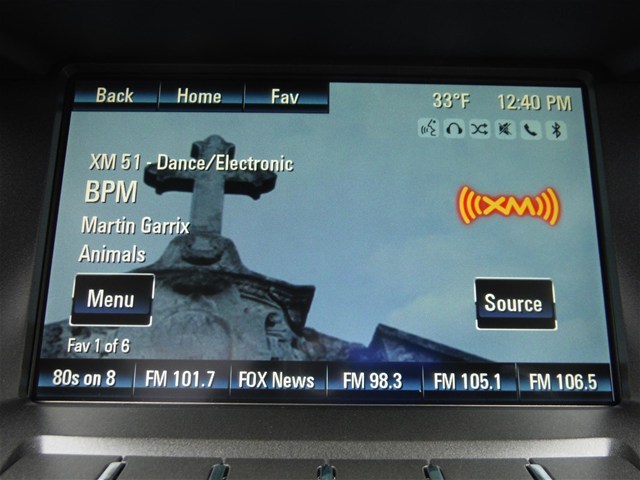 Back Home Fav 33°F 12:40 PM
XM 51 - Dance/Electronic
BPM
((XM))
Martin Garrix
Animals
Menu Source
Fav 1 of 6
80s on 8 FM 101.7 FOX News FM 98.3 FM 105.1 FM 106.5